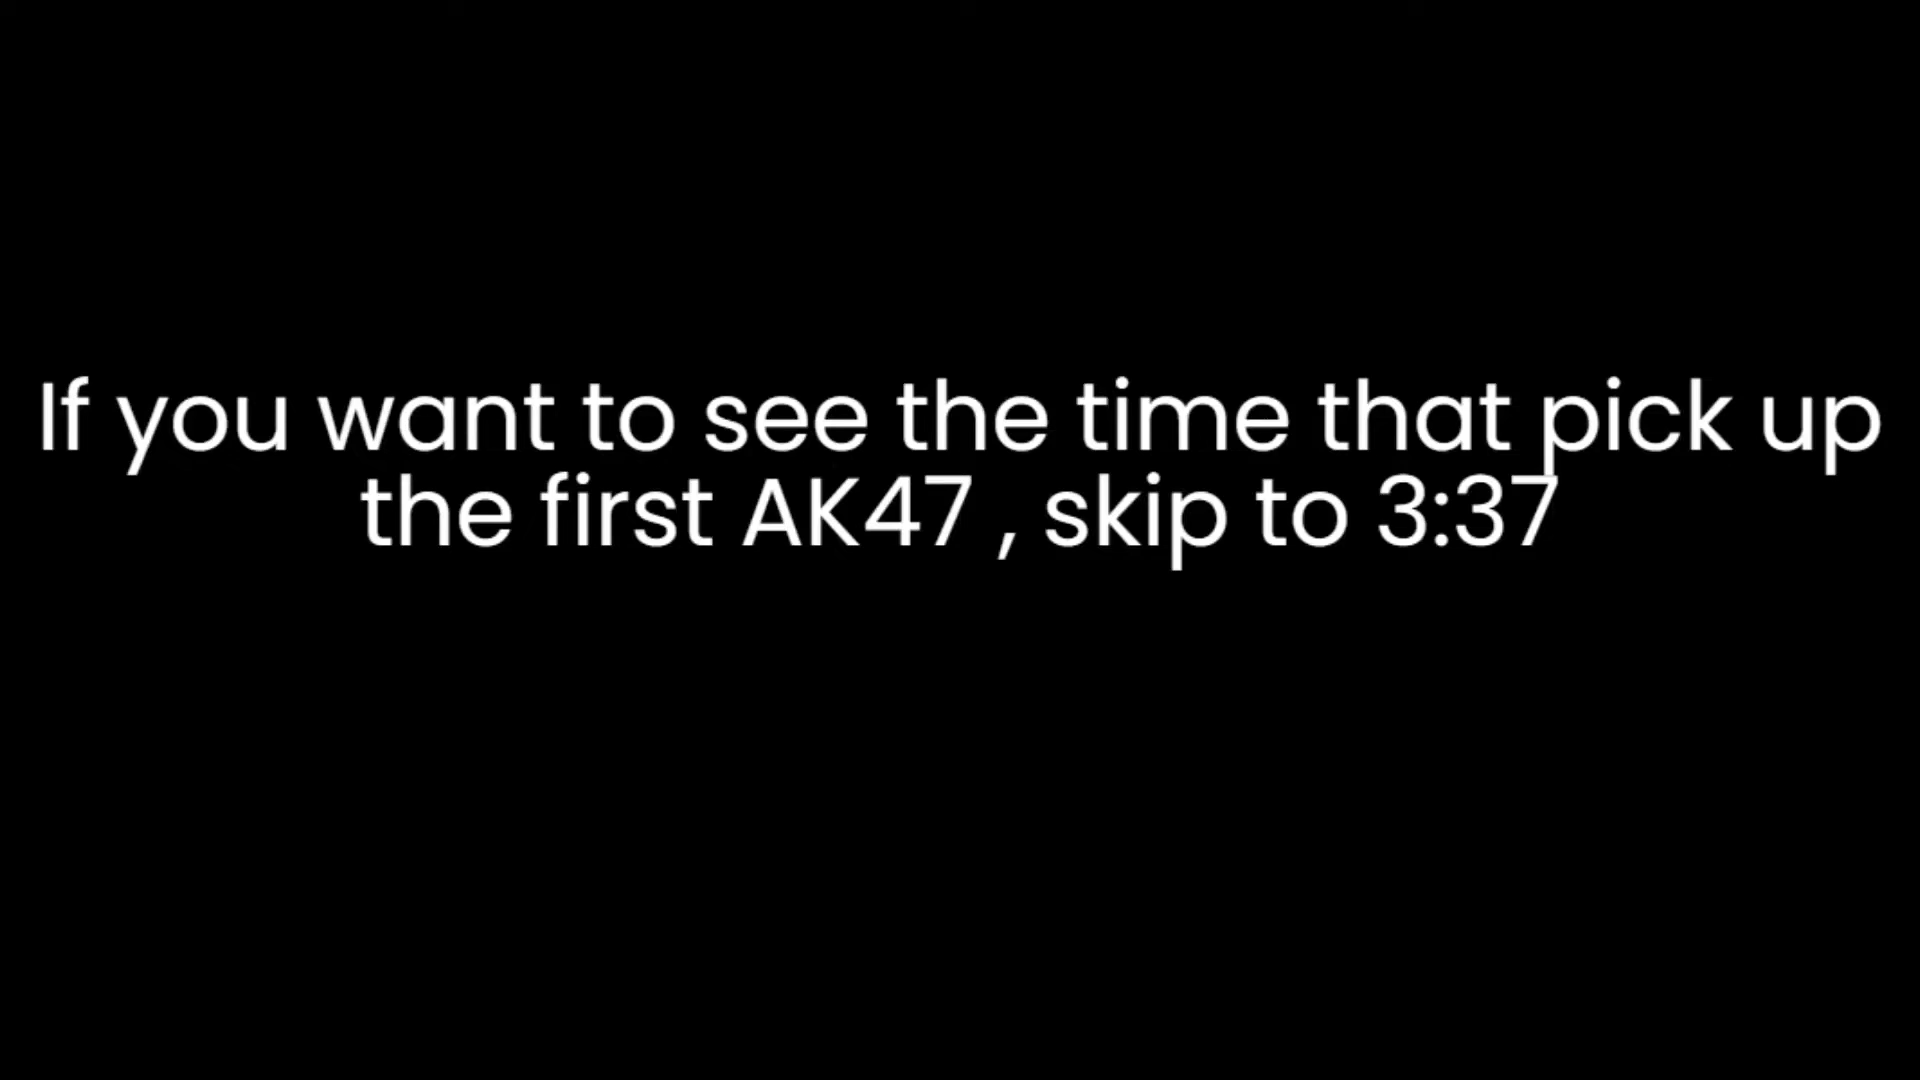 If you want to see the time that pick up
the first AK47 , skip to 3:37